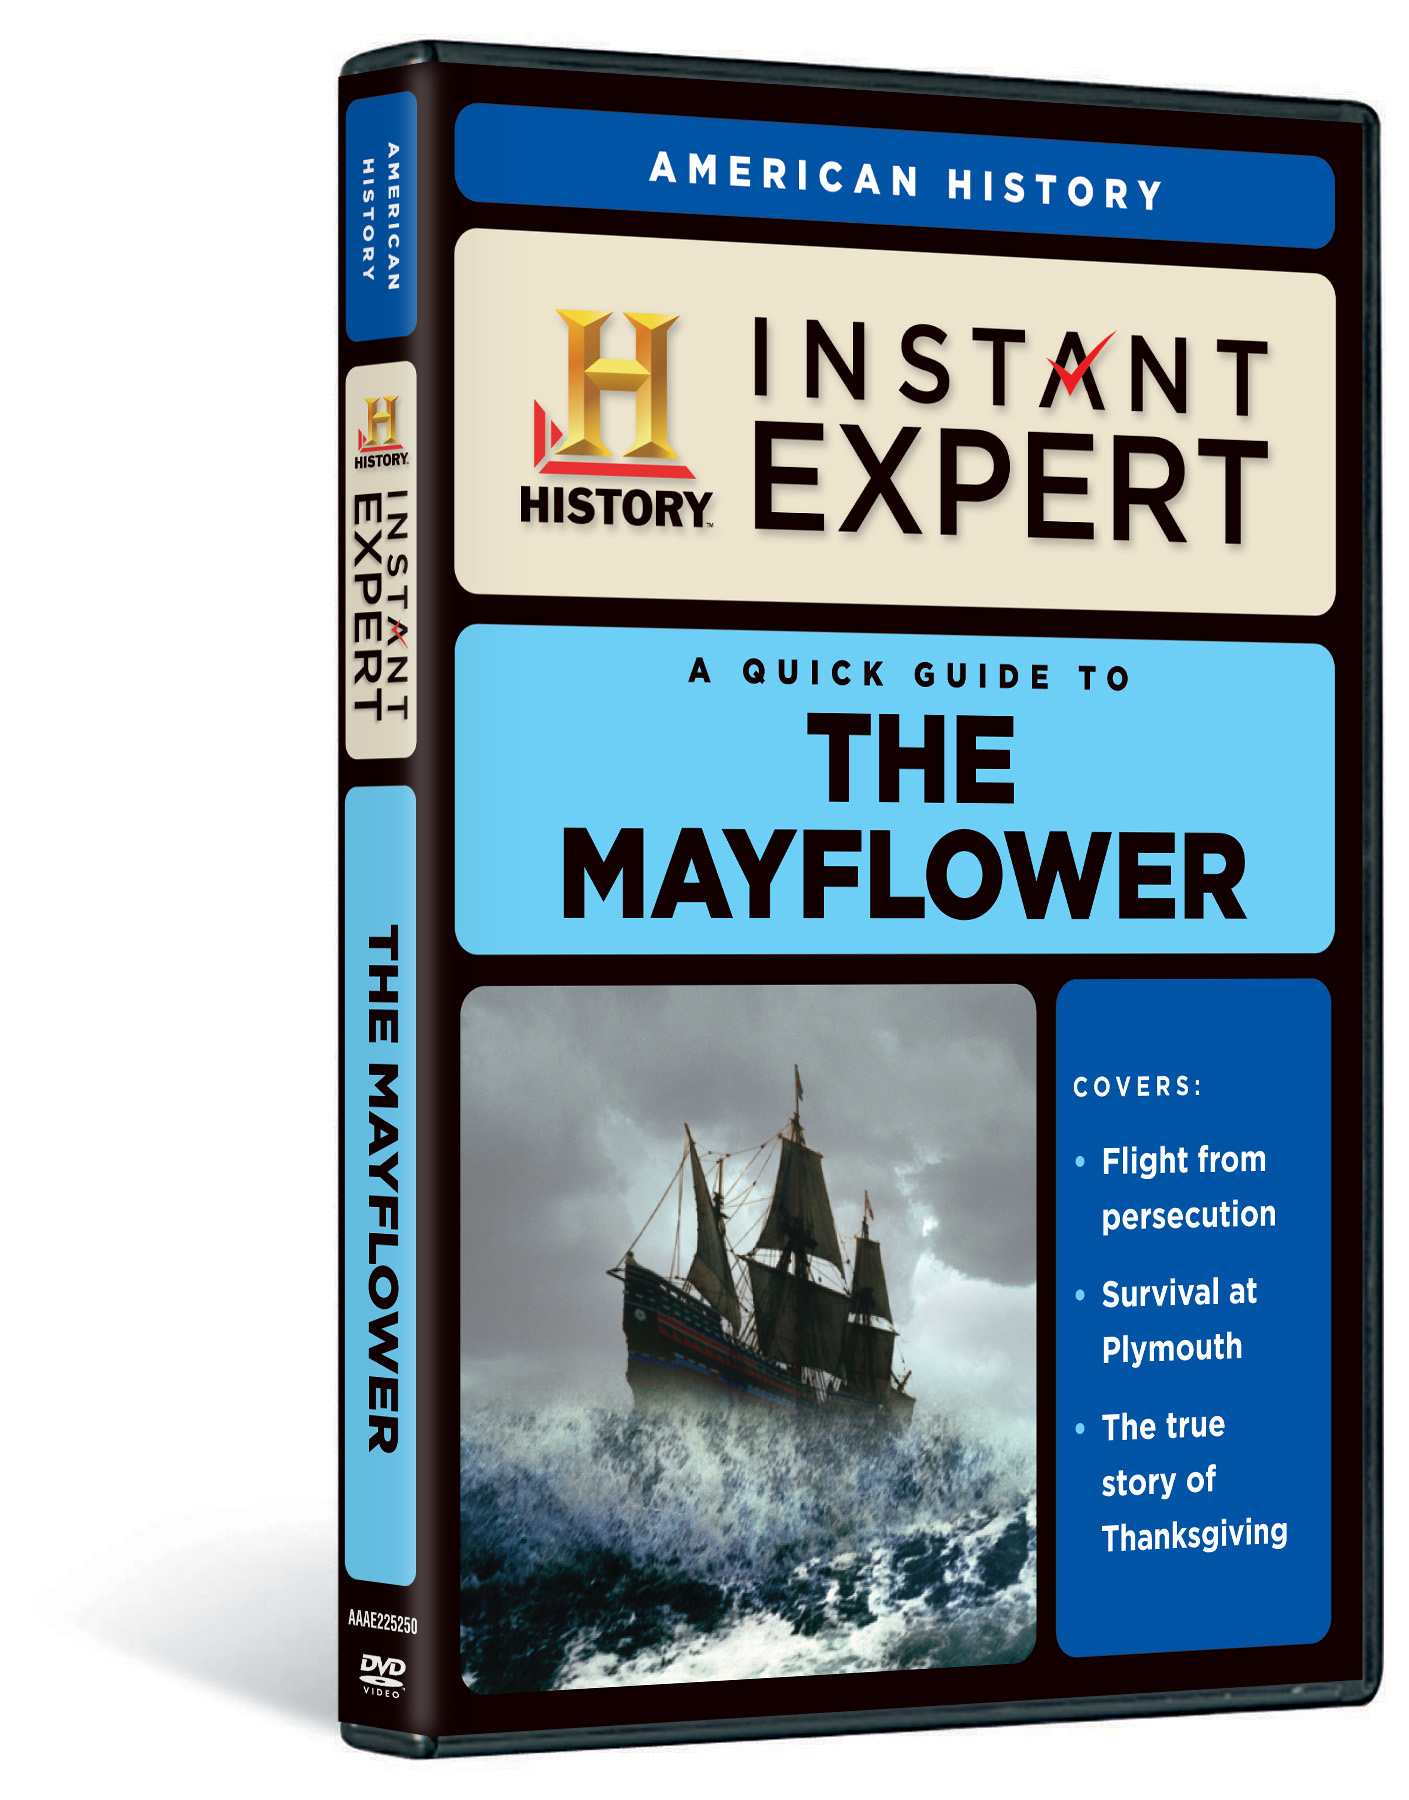 AMERICAN HISTORY
HISTORY™
INSTANT
EXPERT
A QUICK GUIDE TO
THE
MAYFLOWER
COVERS:
• Flight from
persecution
• Survival at
Plymouth
• The true
story of
Thanksgiving
AMERICAN
HISTORY
HISTORY
INSTANT
EXPERT
THE MAYFLOWER
AAAE225250
DVD
VIDEO